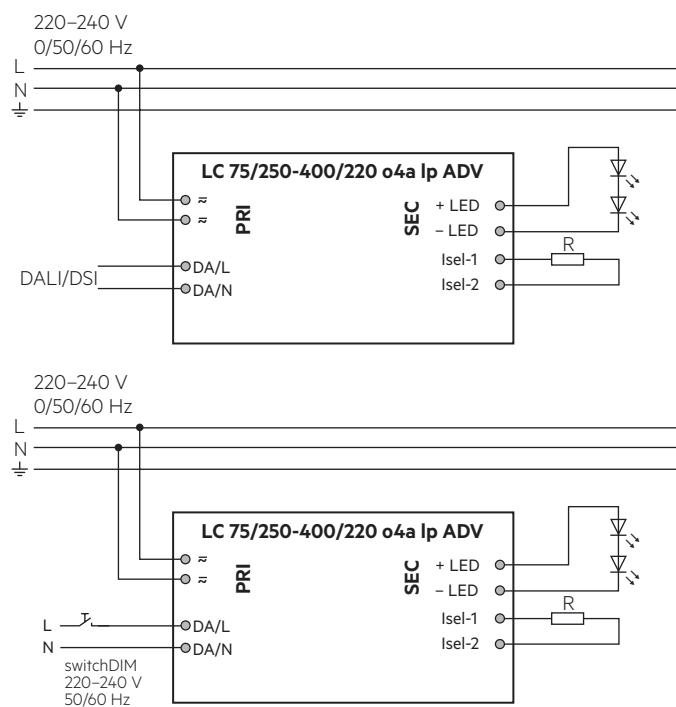 220–240 V
0/50/60 Hz
L
N
LC 75/250-400/220 o4a lp ADV
≂
≂
PRI
SEC
+ LED
– LED
R
Isel-1
Isel-2
DALI/DSI
DA/L
DA/N
220–240 V
0/50/60 Hz
L
N
LC 75/250-400/220 o4a lp ADV
≂
≂
PRI
SEC
+ LED
– LED
R
Isel-1
Isel-2
L
DA/L
N
DA/N
switchDIM
220–240 V
50/60 Hz